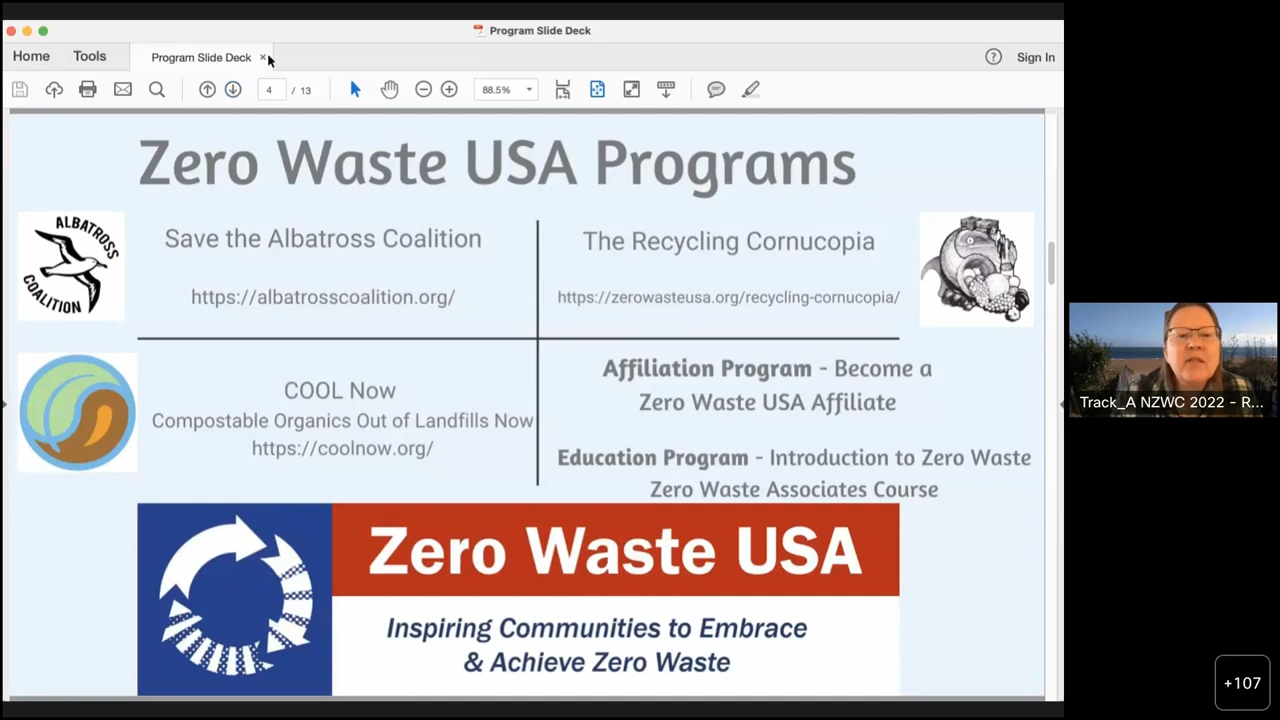 Program Slide Deck
Home
Tools
Program Slide Deck
Sign In
4 / 13
88.5%
Zero Waste USA Programs
ALBATROSS
COALITION
Save the Albatross Coalition
https://albatrosscoalition.org/
The Recycling Cornucopia
https://zerowasteusa.org/recycling-cornucopia/
COOL Now
Compostable Organics Out of Landfills Now
https://coolnow.org/
Affiliation Program - Become a
Zero Waste USA Affiliate
Education Program - Introduction to Zero Waste
Zero Waste Associates Course
Zero Waste USA
Inspiring Communities to Embrace
& Achieve Zero Waste
Track_A NZWC 2022 - R...
+107